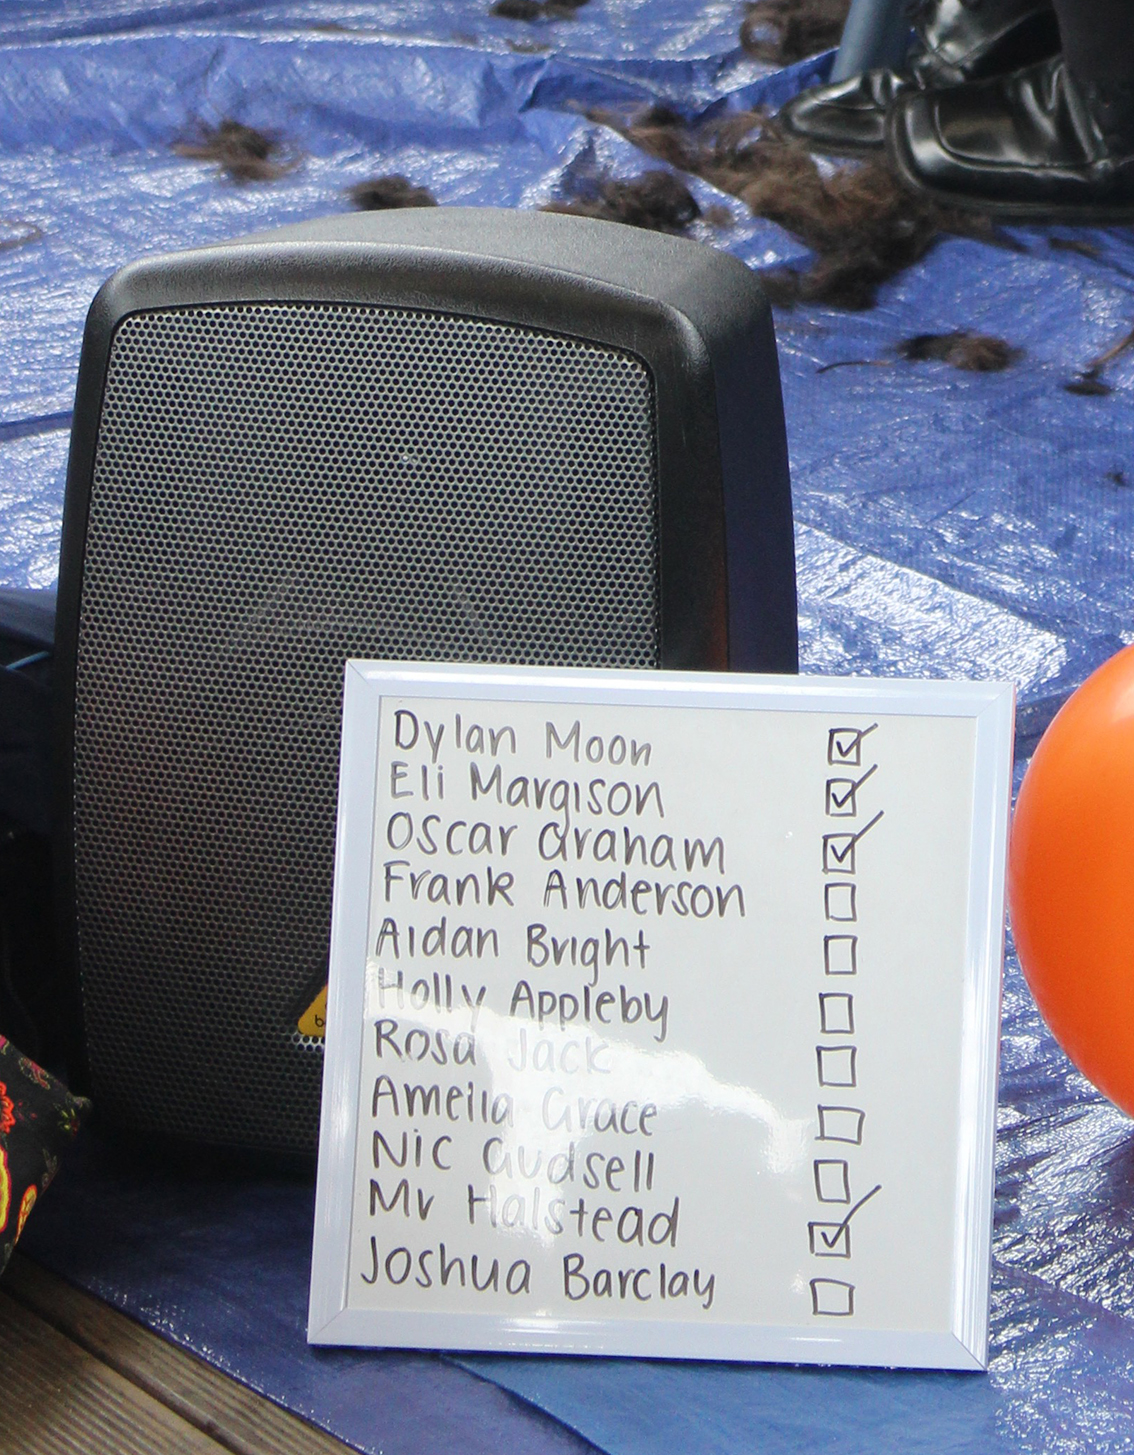 Dylan Moon ☑
Eli Margison ☑
Oscar Graham ☑
Frank Anderson ☐
Aidan Bright ☐
Holly Appleby ☐
Rosa Jack ☐
Amelia Grace ☐
Nic Gudsell ☐
Mr Halstead ☑
Joshua Barclay ☐